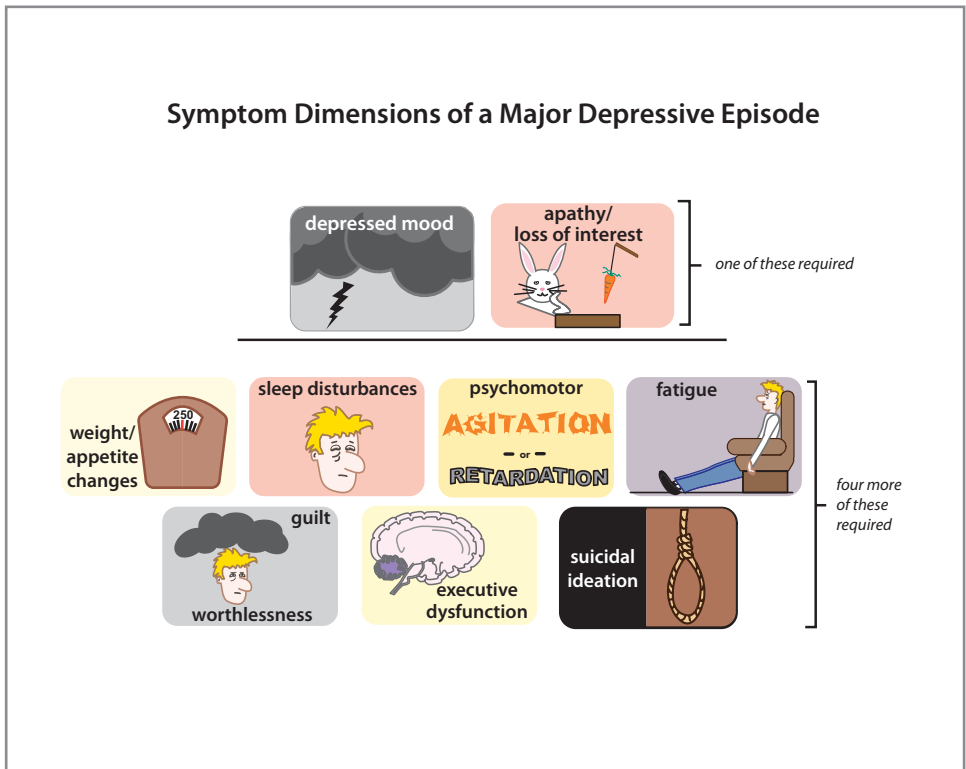 Symptom Dimensions of a Major Depressive Episode
depressed mood
apathy/
loss of interest
one of these required
weight/
appetite
changes
250
sleep disturbances
psychomotor
AGITATION
or
RETARDATION
fatigue
four more
of these
required
guilt
worthlessness
executive
dysfunction
suicidal
ideation